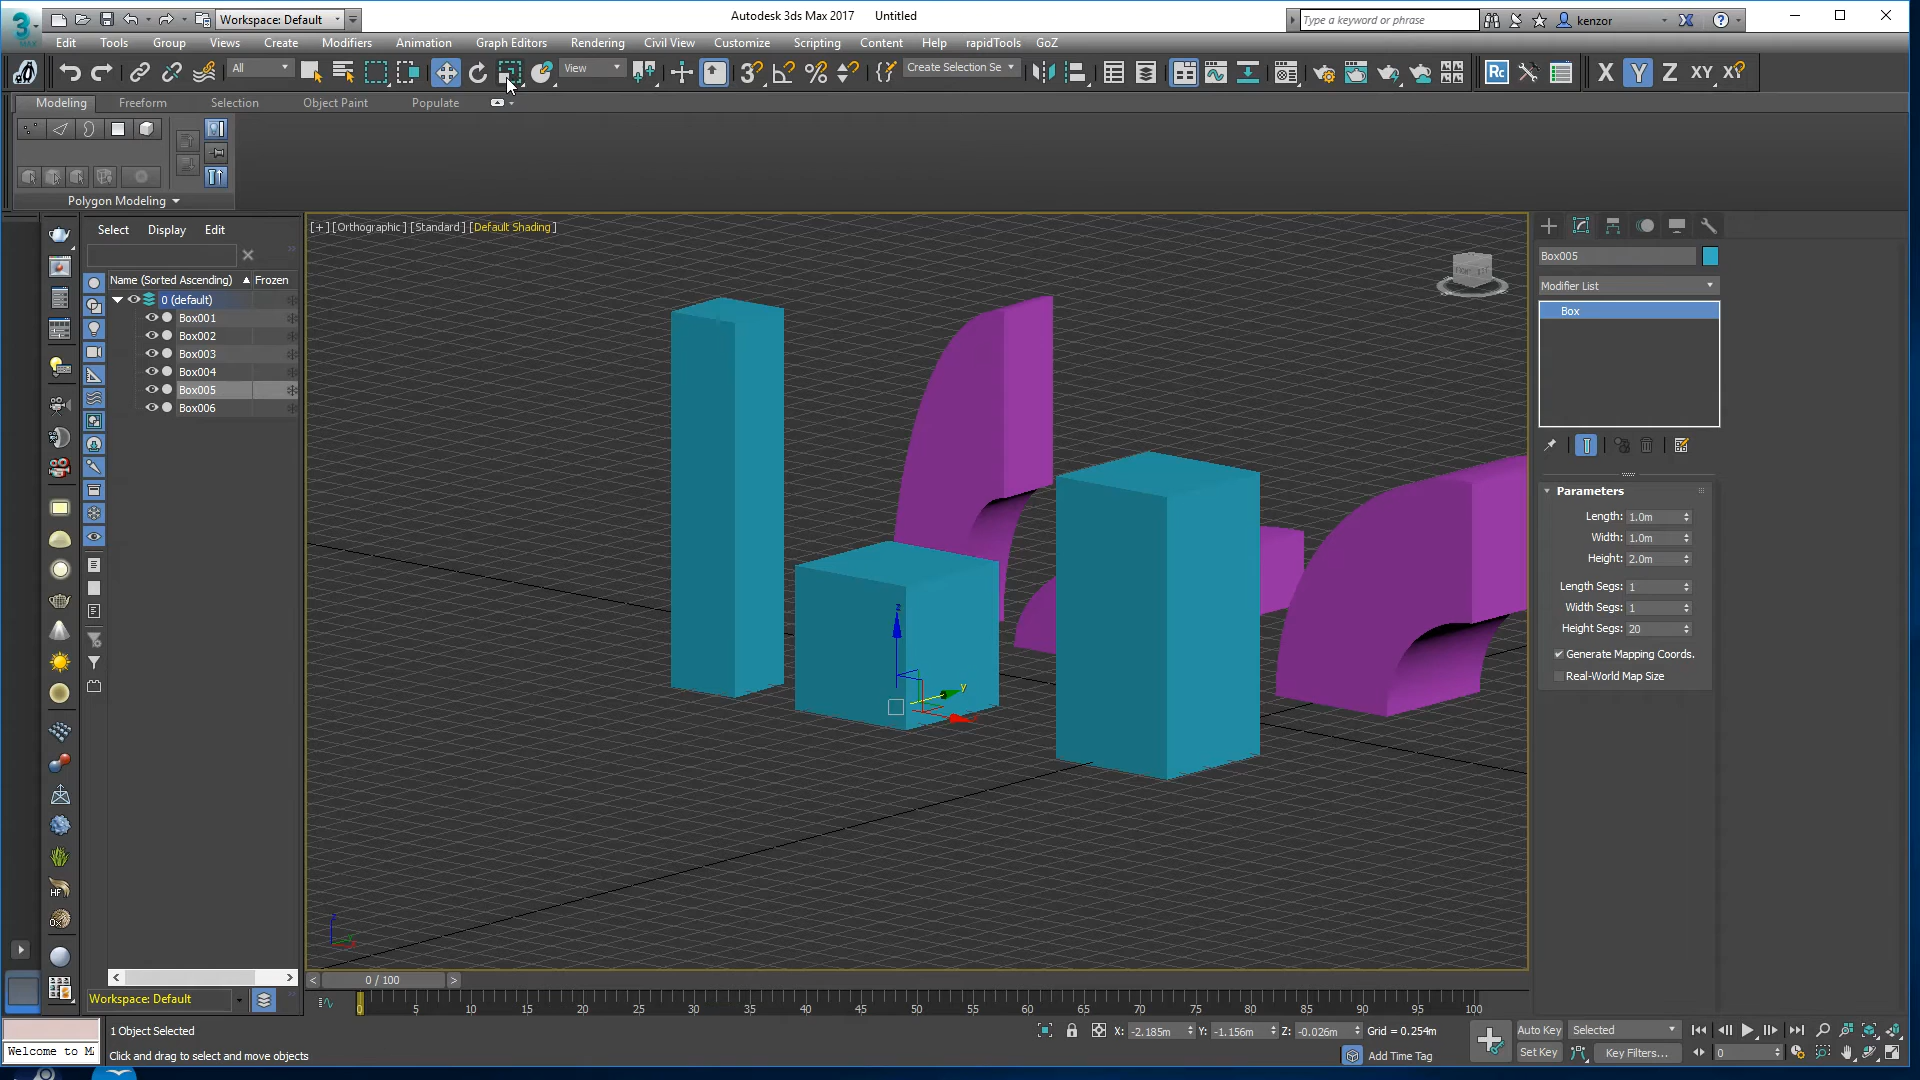 3
MAX
Workspace: Default
Autodesk 3ds Max 2017 Untitled
Type a keyword or phrase
kenzor
Edit Tools Group Views Create Modifiers Animation Graph Editors Rendering Civil View Customize Scripting Content Help rapidTools GoZ
All
View
3
Create Selection Se
Rc
X Y Z XY
Modeling Freeform Selection Object Paint Populate
Polygon Modeling
Select Display Edit
[+] [Orthographic] [Standard] [Default Shading]
Name (Sorted Ascending) Frozen
0 (default)
Box001
Box002
Box003
Box004
Box005
Box006
Box005
Modifier List
Box
Parameters
Length: 1.0m
Width: 1.0m
Height: 2.0m
Length Segs: 1
Width Segs: 1
Height Segs: 20
Generate Mapping Coords.
Real-World Map Size
z
y
HF
0 / 100
Workspace: Default
0 5 10 15 20 25 30 35 40 45 50 55 60 65 70 75 80 85 90 95 100
1 Object Selected
X: -2.185m Y: -1.156m Z: -0.026m Grid = 0.254m
Auto Key Selected
Welcome to M
Click and drag to select and move objects
Add Time Tag
Set Key Key Filters...
0